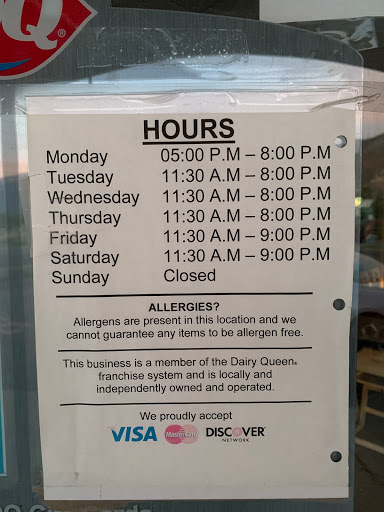 Q®
HOURS
Monday 05:00 P.M – 8:00 P.M
Tuesday 11:30 A.M – 8:00 P.M
Wednesday 11:30 A.M – 8:00 P.M
Thursday 11:30 A.M – 8:00 P.M
Friday 11:30 A.M – 9:00 P.M
Saturday 11:30 A.M – 9:00 P.M
Sunday Closed
ALLERGIES?
Allergens are present in this location and we
cannot guarantee any items to be allergen free.
This business is a member of the Dairy Queen®
franchise system and is locally and
independently owned and operated.
We proudly accept
VISA MasterCard DISCOVER®
NETWORK